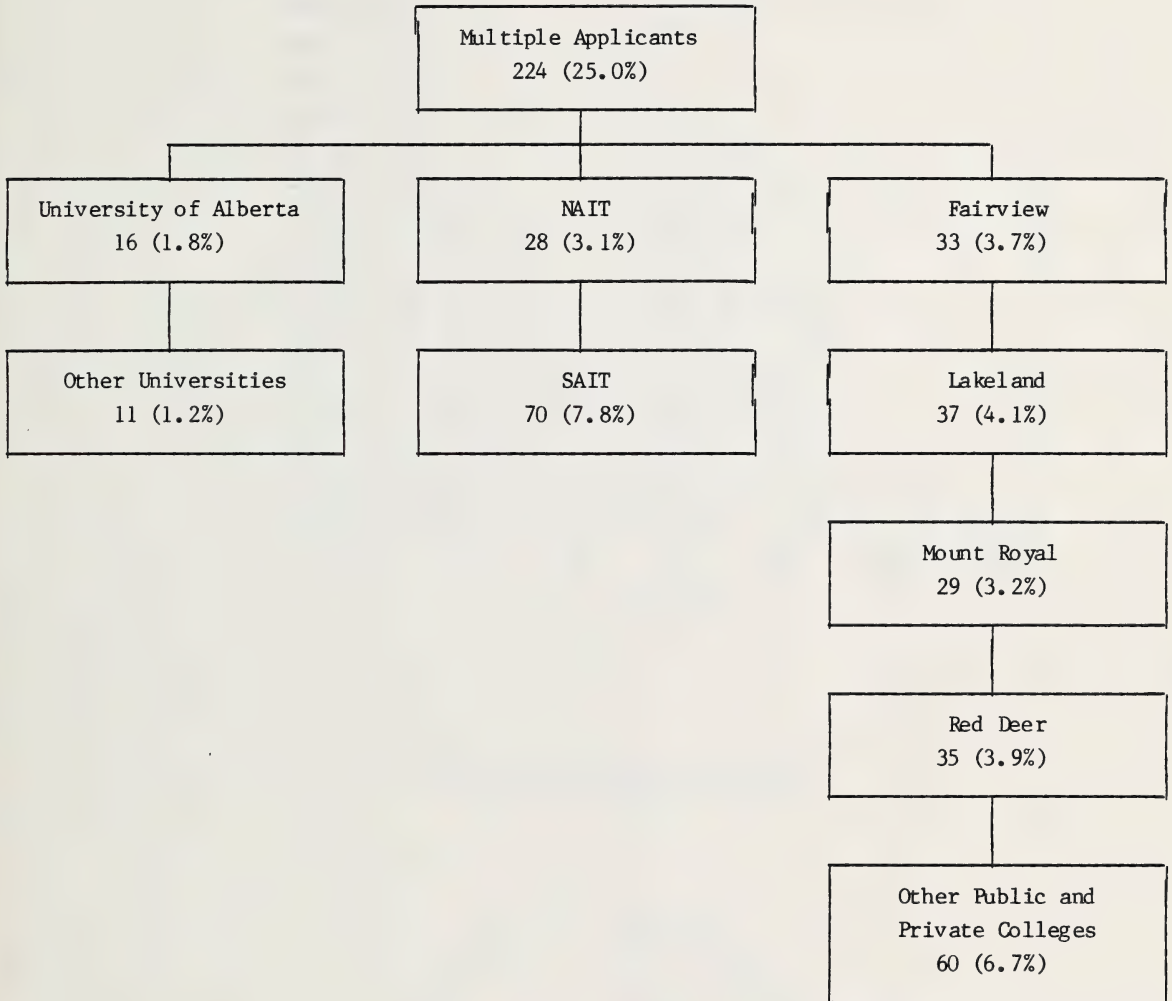 Multiple Applicants
224 (25.0%)
University of Alberta
16 (1.8%)
NAIT
28 (3.1%)
Fairview
33 (3.7%)
Other Universities
11 (1.2%)
SAIT
70 (7.8%)
Lakeland
37 (4.1%)
Mount Royal
29 (3.2%)
Red Deer
35 (3.9%)
Other Public and
Private Colleges
60 (6.7%)